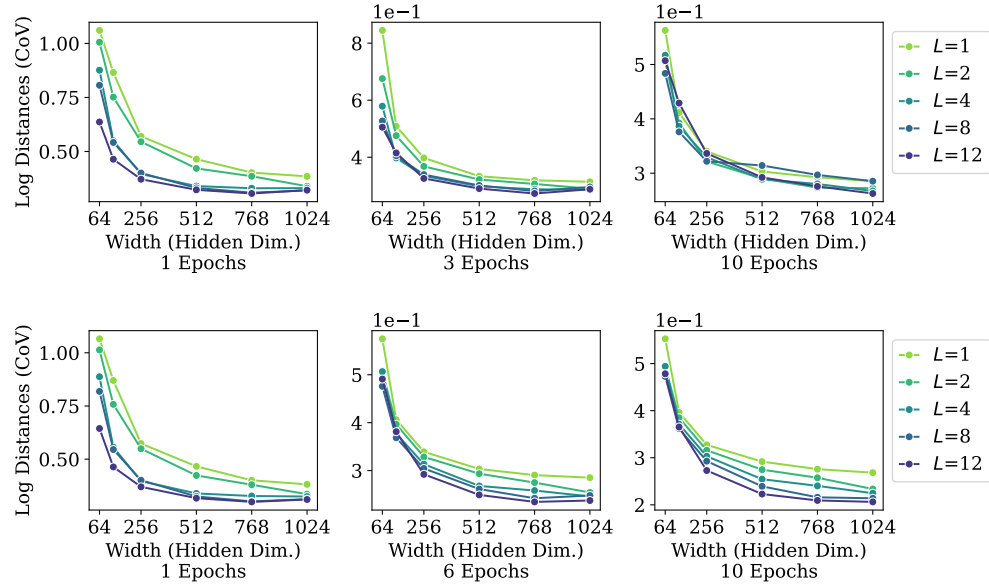 1e−1
1e−1
Log Distances (CoV)
1.00
0.75
0.50
8
6
4
5
4
3
L=1
L=2
L=4
L=8
L=12
64 256 512 768 1024
64 256 512 768 1024
64 256 512 768 1024
Width (Hidden Dim.)
1 Epochs
Width (Hidden Dim.)
3 Epochs
Width (Hidden Dim.)
10 Epochs
1e−1
1e−1
Log Distances (CoV)
1.00
0.75
0.50
5
4
3
5
4
3
2
L=1
L=2
L=4
L=8
L=12
64 256 512 768 1024
64 256 512 768 1024
64 256 512 768 1024
Width (Hidden Dim.)
1 Epochs
Width (Hidden Dim.)
6 Epochs
Width (Hidden Dim.)
10 Epochs